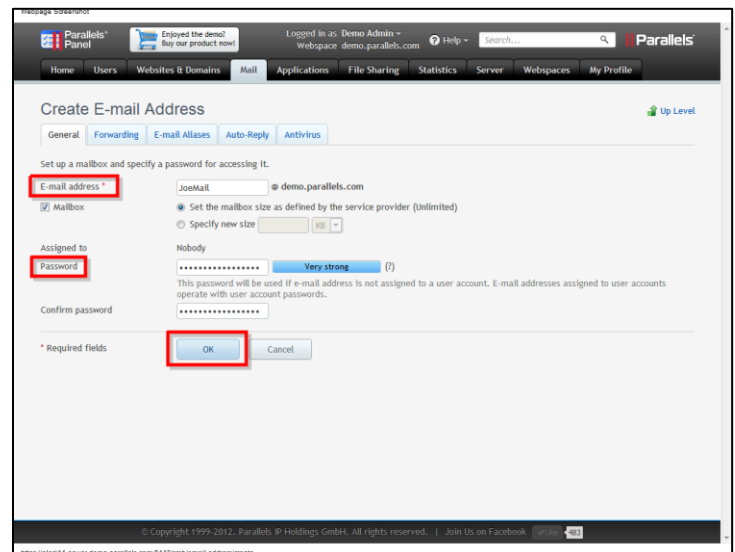 Webpage Screenshot
Parallels® Panel
Enjoyed the demo? Buy our product now!
Logged in as Demo Admin
Webspace demo.parallels.com
Help
Search...
Parallels
Home Users Websites & Domains Mail Applications File Sharing Statistics Server Webspaces My Profile
Create E-mail Address
Up Level
General Forwarding E-mail Aliases Auto-Reply Antivirus
Set up a mailbox and specify a password for accessing it.
E-mail address * JoeMail @ demo.parallels.com
Mailbox Set the mailbox size as defined by the service provider (Unlimited)
Specify new size KB
Assigned to Nobody
Password ••••••••••••••••• Very strong (?)
This password will be used if e-mail address is not assigned to a user account. E-mail addresses assigned to user accounts
operate with user account passwords.
Confirm password •••••••••••••••••
* Required fields OK Cancel
© Copyright 1999-2012. Parallels IP Holdings GmbH. All rights reserved. | Join Us on Facebook Like 483